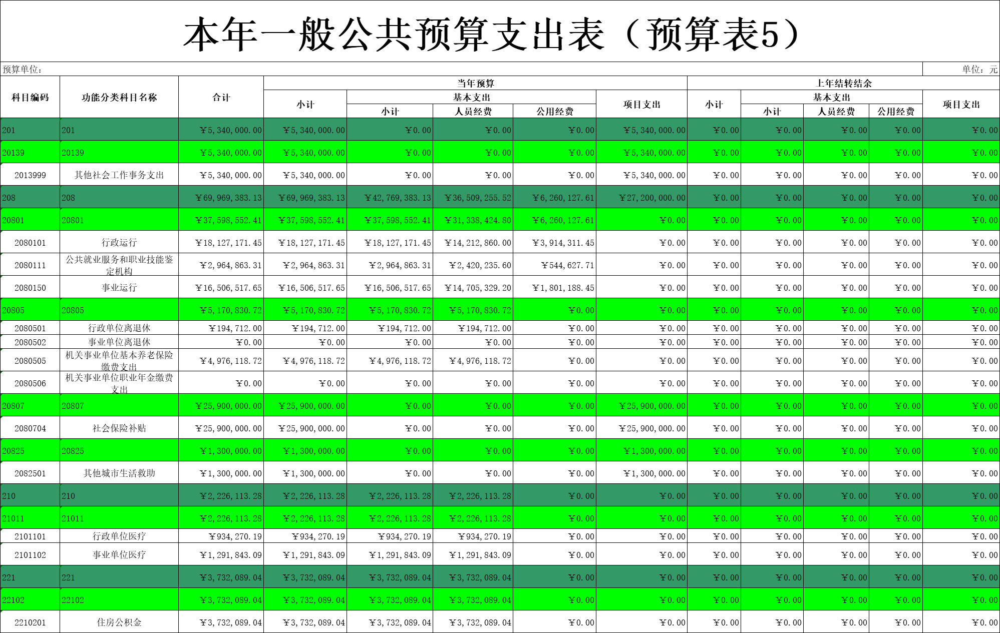 本年一般公共预算支出表（预算表5）
预算单位： 单位：元
科目编码 功能分类科目名称 合计 当年预算 上年结转结余
小计 基本支出 项目支出 小计 基本支出 项目支出
小计 人员经费 公用经费 小计 人员经费 公用经费
201 201 ￥5,340,000.00 ￥5,340,000.00 ￥0.00 ￥0.00 ￥0.00 ￥5,340,000.00 ￥0.00 ￥0.00 ￥0.00 ￥0.00 ￥0.00
20139 20139 ￥5,340,000.00 ￥5,340,000.00 ￥0.00 ￥0.00 ￥0.00 ￥5,340,000.00 ￥0.00 ￥0.00 ￥0.00 ￥0.00 ￥0.00
2013999 其他社会工作事务支出 ￥5,340,000.00 ￥5,340,000.00 ￥0.00 ￥0.00 ￥0.00 ￥5,340,000.00 ￥0.00 ￥0.00 ￥0.00 ￥0.00 ￥0.00
208 208 ￥69,969,383.13 ￥69,969,383.13 ￥42,769,383.13 ￥36,509,255.52 ￥6,260,127.61 ￥27,200,000.00 ￥0.00 ￥0.00 ￥0.00 ￥0.00 ￥0.00
20801 20801 ￥37,598,552.41 ￥37,598,552.41 ￥37,598,552.41 ￥31,338,424.80 ￥6,260,127.61 ￥0.00 ￥0.00 ￥0.00 ￥0.00 ￥0.00 ￥0.00
2080101 行政运行 ￥18,127,171.45 ￥18,127,171.45 ￥18,127,171.45 ￥14,212,860.00 ￥3,914,311.45 ￥0.00 ￥0.00 ￥0.00 ￥0.00 ￥0.00 ￥0.00
2080111 公共就业服务和职业技能鉴
定机构 ￥2,964,863.31 ￥2,964,863.31 ￥2,964,863.31 ￥2,420,235.60 ￥544,627.71 ￥0.00 ￥0.00 ￥0.00 ￥0.00 ￥0.00 ￥0.00
2080150 事业运行 ￥16,506,517.65 ￥16,506,517.65 ￥16,506,517.65 ￥14,705,329.20 ￥1,801,188.45 ￥0.00 ￥0.00 ￥0.00 ￥0.00 ￥0.00 ￥0.00
20805 20805 ￥5,170,830.72 ￥5,170,830.72 ￥5,170,830.72 ￥5,170,830.72 ￥0.00 ￥0.00 ￥0.00 ￥0.00 ￥0.00 ￥0.00 ￥0.00
2080501 行政单位离退休 ￥194,712.00 ￥194,712.00 ￥194,712.00 ￥194,712.00 ￥0.00 ￥0.00 ￥0.00 ￥0.00 ￥0.00 ￥0.00 ￥0.00
2080502 事业单位离退休 ￥0.00 ￥0.00 ￥0.00 ￥0.00 ￥0.00 ￥0.00 ￥0.00 ￥0.00 ￥0.00 ￥0.00 ￥0.00
2080505 机关事业单位基本养老保险
缴费支出 ￥4,976,118.72 ￥4,976,118.72 ￥4,976,118.72 ￥4,976,118.72 ￥0.00 ￥0.00 ￥0.00 ￥0.00 ￥0.00 ￥0.00 ￥0.00
2080506 机关事业单位职业年金缴费
支出 ￥0.00 ￥0.00 ￥0.00 ￥0.00 ￥0.00 ￥0.00 ￥0.00 ￥0.00 ￥0.00 ￥0.00 ￥0.00
20807 20807 ￥25,900,000.00 ￥25,900,000.00 ￥0.00 ￥0.00 ￥0.00 ￥25,900,000.00 ￥0.00 ￥0.00 ￥0.00 ￥0.00 ￥0.00
2080704 社会保险补贴 ￥25,900,000.00 ￥25,900,000.00 ￥0.00 ￥0.00 ￥0.00 ￥25,900,000.00 ￥0.00 ￥0.00 ￥0.00 ￥0.00 ￥0.00
20825 20825 ￥1,300,000.00 ￥1,300,000.00 ￥0.00 ￥0.00 ￥0.00 ￥1,300,000.00 ￥0.00 ￥0.00 ￥0.00 ￥0.00 ￥0.00
2082501 其他城市生活救助 ￥1,300,000.00 ￥1,300,000.00 ￥0.00 ￥0.00 ￥0.00 ￥1,300,000.00 ￥0.00 ￥0.00 ￥0.00 ￥0.00 ￥0.00
210 210 ￥2,226,113.28 ￥2,226,113.28 ￥2,226,113.28 ￥2,226,113.28 ￥0.00 ￥0.00 ￥0.00 ￥0.00 ￥0.00 ￥0.00 ￥0.00
21011 21011 ￥2,226,113.28 ￥2,226,113.28 ￥2,226,113.28 ￥2,226,113.28 ￥0.00 ￥0.00 ￥0.00 ￥0.00 ￥0.00 ￥0.00 ￥0.00
2101101 行政单位医疗 ￥934,270.19 ￥934,270.19 ￥934,270.19 ￥934,270.19 ￥0.00 ￥0.00 ￥0.00 ￥0.00 ￥0.00 ￥0.00 ￥0.00
2101102 事业单位医疗 ￥1,291,843.09 ￥1,291,843.09 ￥1,291,843.09 ￥1,291,843.09 ￥0.00 ￥0.00 ￥0.00 ￥0.00 ￥0.00 ￥0.00 ￥0.00
221 221 ￥3,732,089.04 ￥3,732,089.04 ￥3,732,089.04 ￥3,732,089.04 ￥0.00 ￥0.00 ￥0.00 ￥0.00 ￥0.00 ￥0.00 ￥0.00
22102 22102 ￥3,732,089.04 ￥3,732,089.04 ￥3,732,089.04 ￥3,732,089.04 ￥0.00 ￥0.00 ￥0.00 ￥0.00 ￥0.00 ￥0.00 ￥0.00
2210201 住房公积金 ￥3,732,089.04 ￥3,732,089.04 ￥3,732,089.04 ￥3,732,089.04 ￥0.00 ￥0.00 ￥0.00 ￥0.00 ￥0.00 ￥0.00 ￥0.00